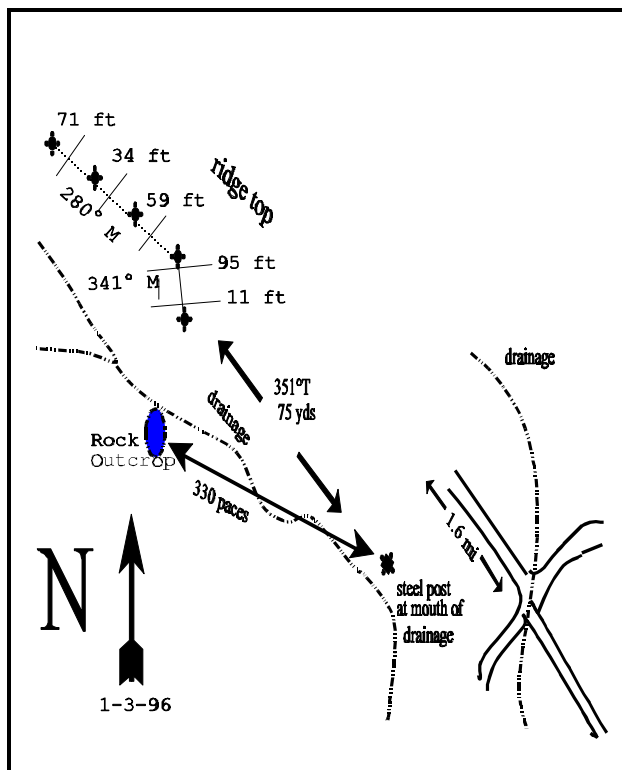 71 ft
34 ft
ridge top
59 ft
280° M
95 ft
341° M
11 ft
drainage
351°T
75 yds
drainage
Rock
Outcrop
330 paces
1.6 mi
steel post
at mouth of
drainage
N
1-3-96